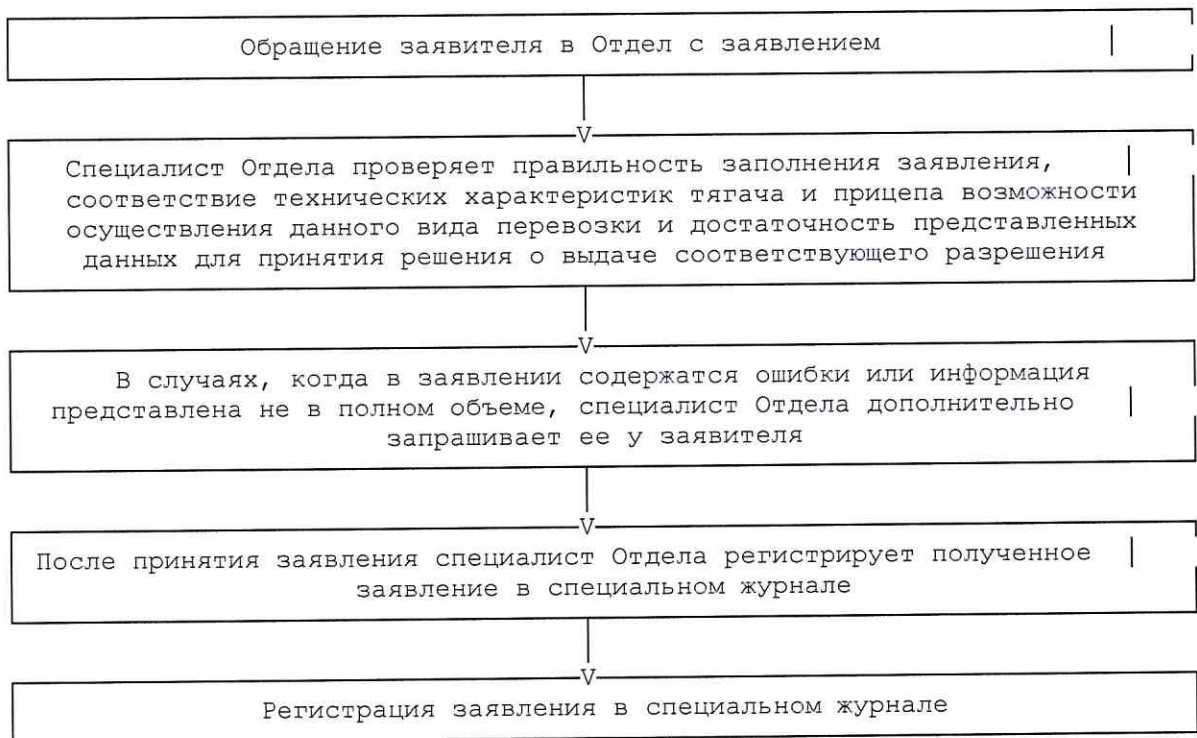 Обращение заявителя в Отдел с заявлением
Специалист Отдела проверяет правильность заполнения заявления,
соответствие технических характеристик тягача и прицепа возможности
осуществления данного вида перевозки и достаточность представленных
данных для принятия решения о выдаче соответствующего разрешения
В случаях, когда в заявлении содержатся ошибки или информация
представлена не в полном объеме, специалист Отдела дополнительно
запрашивает ее у заявителя
После принятия заявления специалист Отдела регистрирует полученное
заявление в специальном журнале
Регистрация заявления в специальном журнале